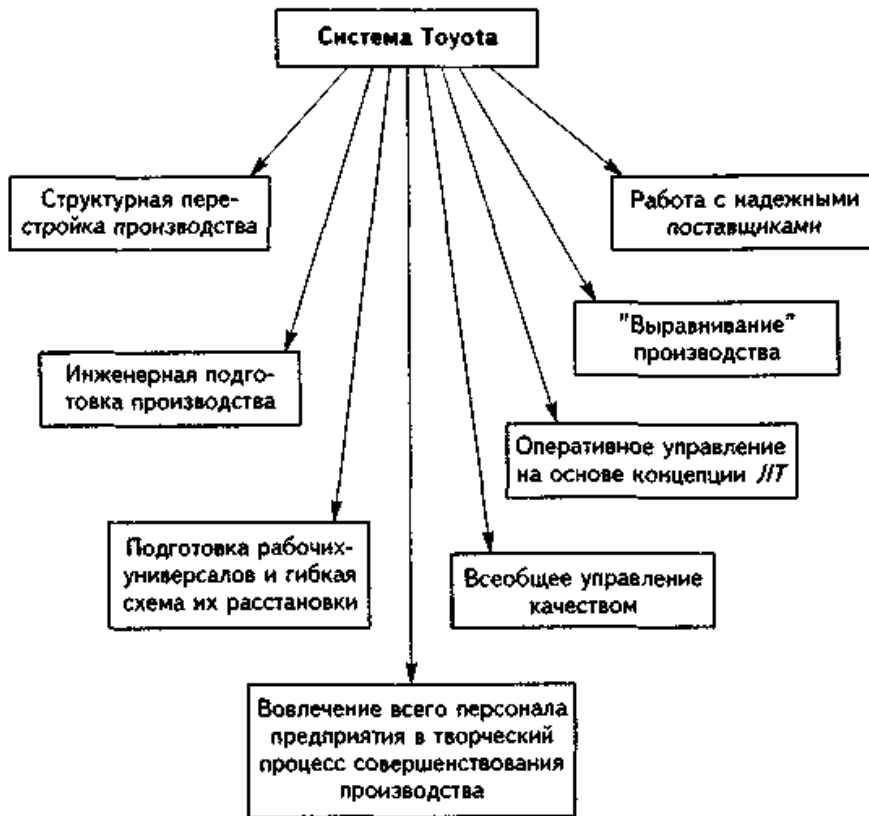 Система Toyota
Структурная пере-
стройка производства
Работа с надежными
поставщиками
"Выравнивание"
производства
Инженерная подго-
товка производства
Оперативное управление
на основе концепции JIT
Подготовка рабочих-
универсалов и гибкая
схема их расстановки
Всеобщее управление
качеством
Вовлечение всего персонала
предприятия в творческий
процесс совершенствования
производства